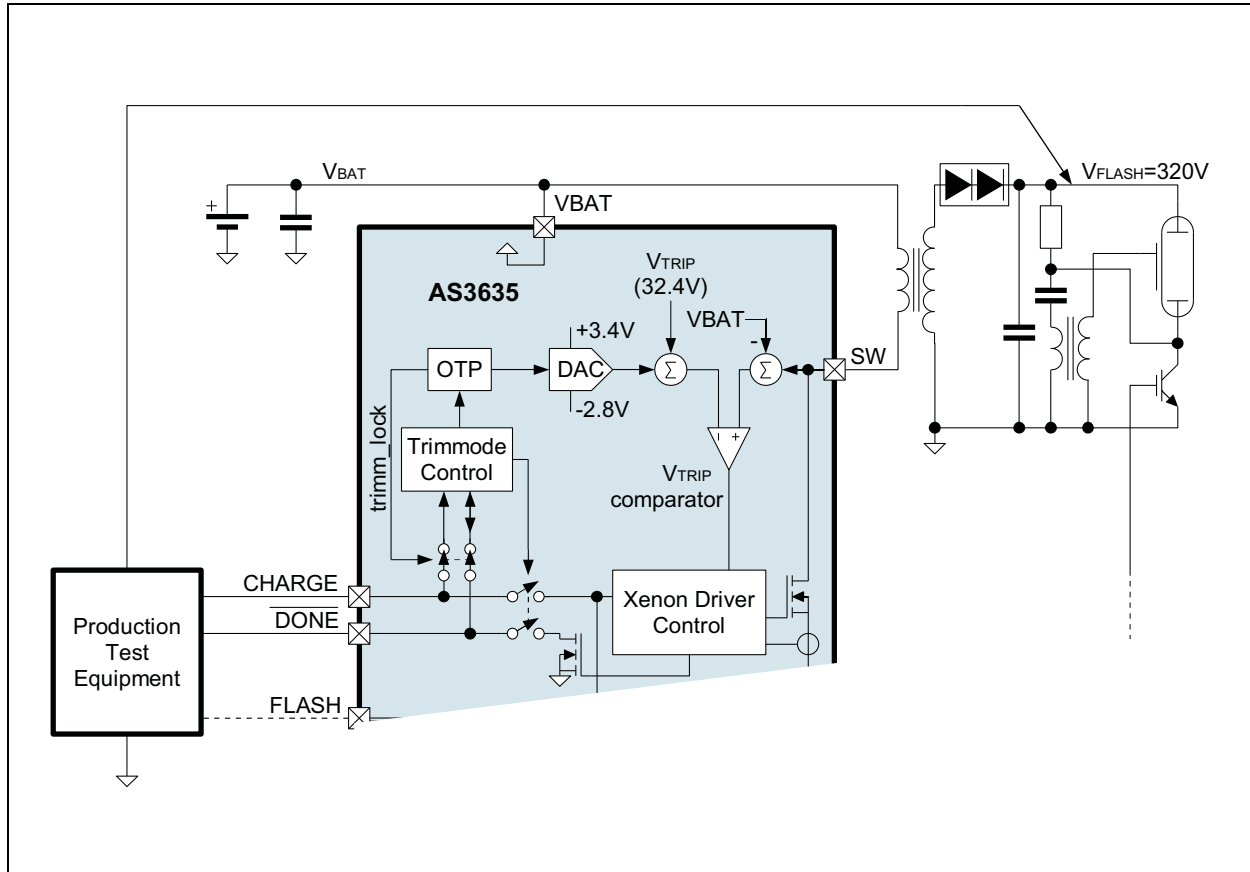 VBAT
VFLASH=320V
+
VBAT
AS3635
VTRIP
(32.4V)
VBAT
-
SW
+3.4V
OTP
DAC
Σ
Σ
-2.8V
trimm_lock
Trimmode
Control
– +
VTRIP
comparator
CHARGE
DONE
FLASH
Production
Test
Equipment
Xenon Driver
Control